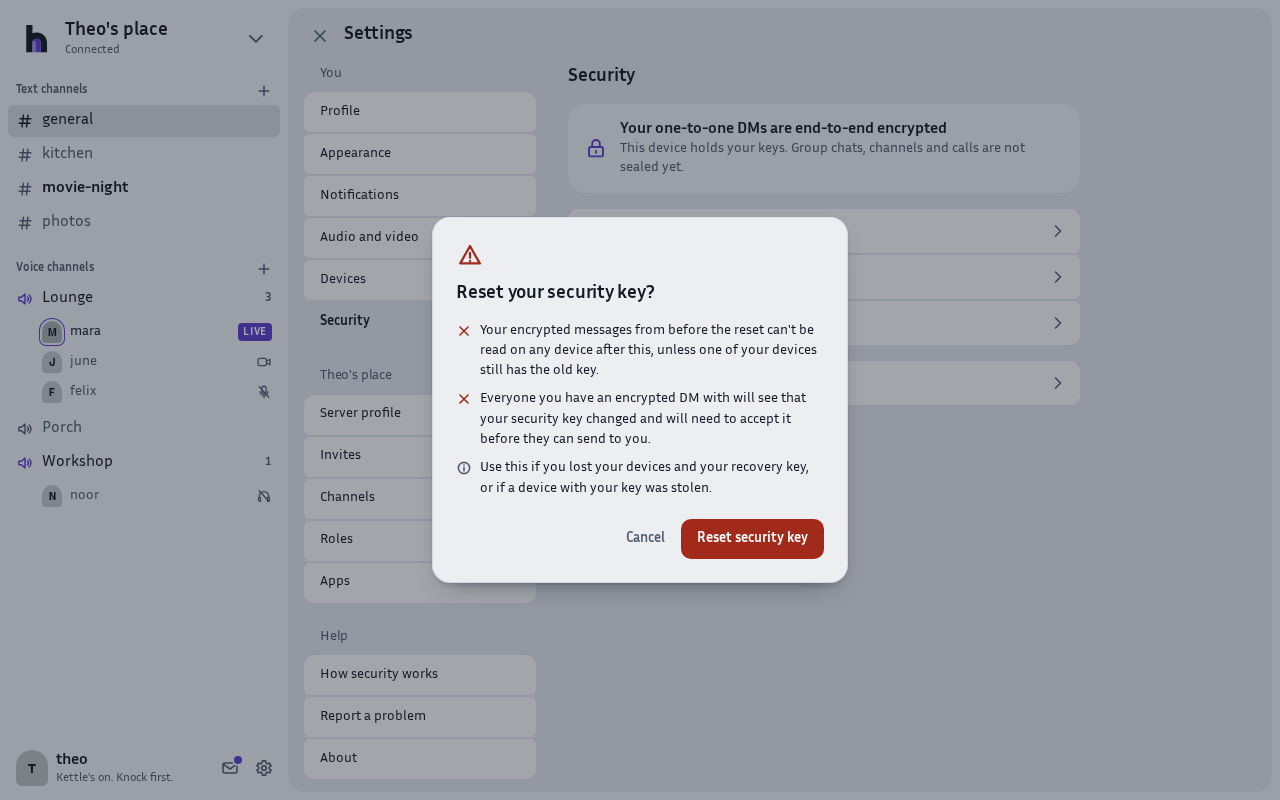 Theo's place
Connected
Text channels
general
kitchen
movie-night
photos
Voice channels
Lounge
3
M
mara
LIVE
J
june
F
felix
Porch
Workshop
1
N
noor
T
theo
Kettle's on. Knock first.
Settings
You
Profile
Appearance
Notifications
Audio and video
Devices
Security
Theo's place
Server profile
Invites
Channels
Roles
Apps
Help
How security works
Report a problem
About
Security
Your one-to-one DMs are end-to-end encrypted
This device holds your keys. Group chats, channels and calls are not
sealed yet.
Reset your security key?
Your encrypted messages from before the reset can't be
read on any device after this, unless one of your devices
still has the old key.
Everyone you have an encrypted DM with will see that
your security key changed and will need to accept it
before they can send to you.
Use this if you lost your devices and your recovery key,
or if a device with your key was stolen.
Cancel
Reset security key